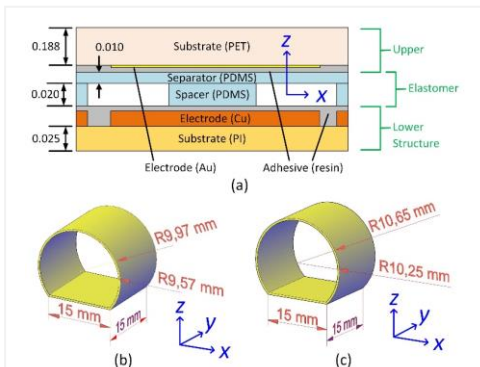 0.188
0.010
Substrate (PET)
z
Upper
Separator (PDMS)
0.020
Spacer (PDMS)
x
Elastomer
Electrode (Cu)
Lower
Structure
0.025
Substrate (PI)
Electrode (Au)
Adhesive (resin)
(a)
R9,97 mm
R9,57 mm
15 mm
15 mm
z
y
x
(b)
R10,65 mm
R10,25 mm
15 mm
15 mm
z
y
x
(c)